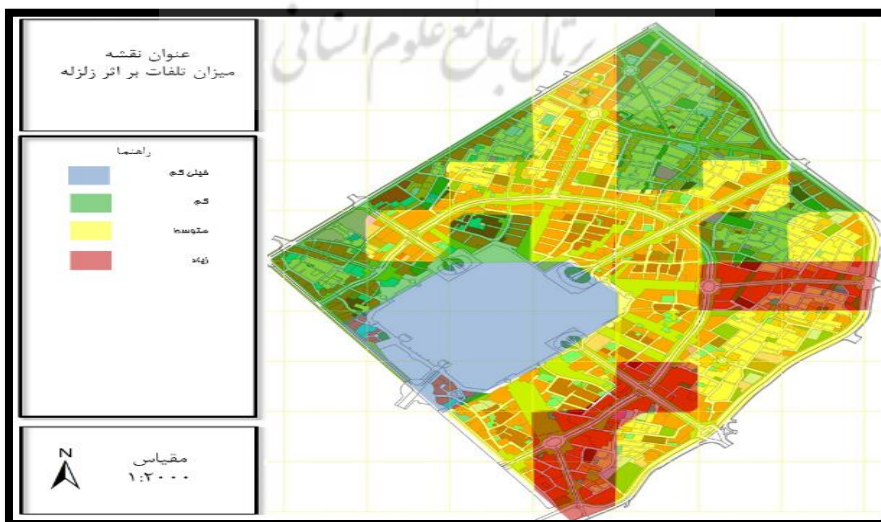 پرتال جامع علوم انسانی
عنوان نقشه
میزان تلفات بر اثر زلزله
راهنما
خیلی کم
کم
متوسط
زیاد
N
مقیاس
۱:۲۰۰۰